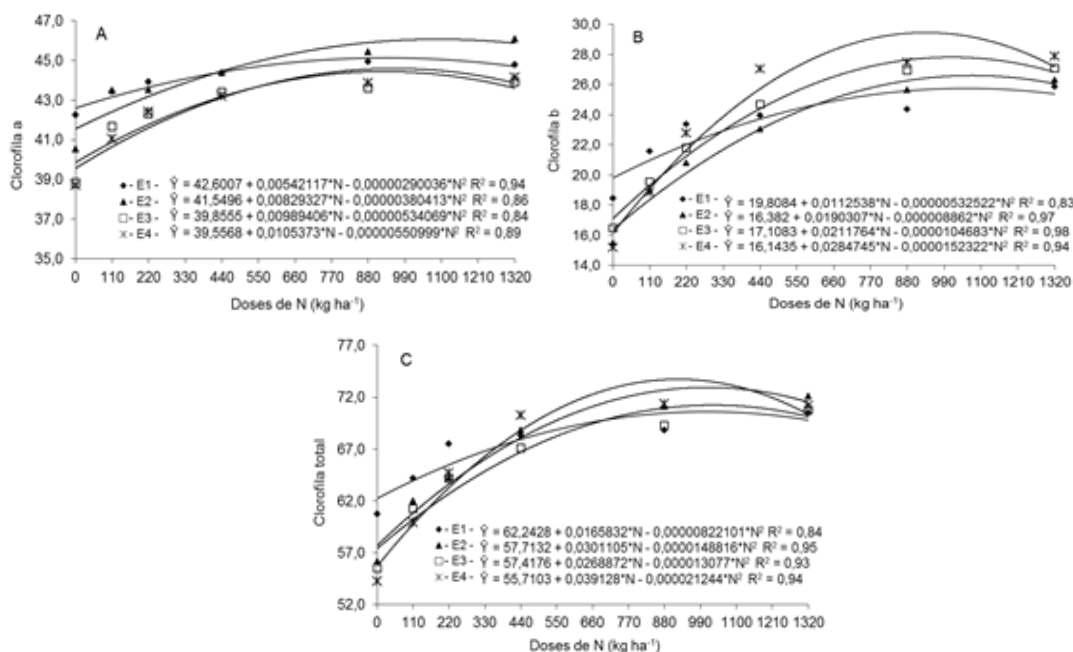 A
Clorofila a
47,0
45,0
43,0
41,0
39,0
37,0
35,0
- E1 - Ŷ = 42,6007 + 0,00542117*N – 0,00000290036*N² R² = 0,94
- E2 - Ŷ = 41,5496 + 0,00829327*N – 0,00000380413*N² R² = 0,86
- E3 - Ŷ = 39,8555 + 0,00989406*N – 0,00000534069*N² R² = 0,84
- E4 - Ŷ = 39,5568 + 0,0105373*N – 0,00000550999*N² R² = 0,89
0 110 220 330 440 550 660 770 880 990 1100 1210 1320
Doses de N (kg ha⁻¹)
B
Clorofila b
30,0
28,0
26,0
24,0
22,0
20,0
18,0
16,0
14,0
- E1 - Ŷ = 19,8084 + 0,0112538*N – 0,00000532522*N² R² = 0,83
- E2 - Ŷ = 16,382 + 0,0190307*N – 0,000008862*N² R² = 0,97
- E3 - Ŷ = 17,1083 + 0,0211764*N – 0,0000104683*N² R² = 0,98
- E4 - Ŷ = 16,1435 + 0,0284745*N – 0,0000152322*N² R² = 0,94
0 110 220 330 440 550 660 770 880 990 1100 1210 1320
Doses de N (kg ha⁻¹)
C
Clorofila total
77,0
72,0
67,0
62,0
57,0
52,0
- E1 - Ŷ = 62,2428 + 0,0165832*N – 0,00000822101*N² R² = 0,84
- E2 - Ŷ = 57,7132 + 0,0301105*N – 0,0000148816*N² R² = 0,95
- E3 - Ŷ = 57,4176 + 0,0268872*N – 0,000013077*N² R² = 0,93
- E4 - Ŷ = 55,7103 + 0,039128*N – 0,000021244*N² R² = 0,94
0 110 220 330 440 550 660 770 880 990 1100 1210 1320
Doses de N (kg ha⁻¹)